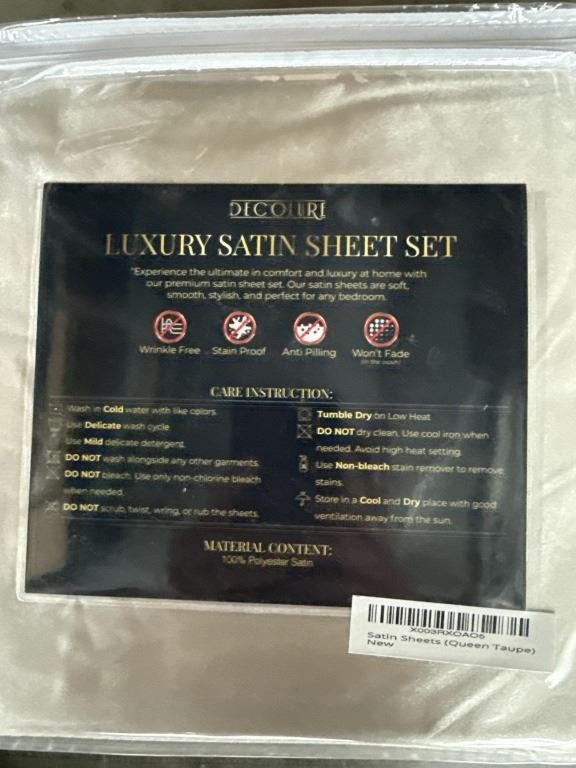 DECOLURE
LUXURY SATIN SHEET SET
"Experience the ultimate in comfort and luxury at home with
our premium satin sheet set. Our satin sheets are soft,
smooth, stylish, and perfect for any bedroom.
Wrinkle Free Stain Proof Anti Pilling Won't Fade
(in the wash)
CARE INSTRUCTION:
Wash in Cold water with like colors.
Use Delicate wash cycle
Use Mild delicate detergent.
DO NOT wash alongside any other garments.
DO NOT bleach. Use only non-chlorine bleach
when needed.
DO NOT scrub, twist, wring, or rub the sheets.
Tumble Dry on Low Heat
DO NOT dry clean. Use cool iron when
needed. Avoid high heat setting.
Use Non-bleach stain remover to remove
stains.
Store in a Cool and Dry place with good
ventilation away from the sun.
MATERIAL CONTENT:
100% Polyester Satin
X003RXOAO5
Satin Sheets (Queen Taupe)
New